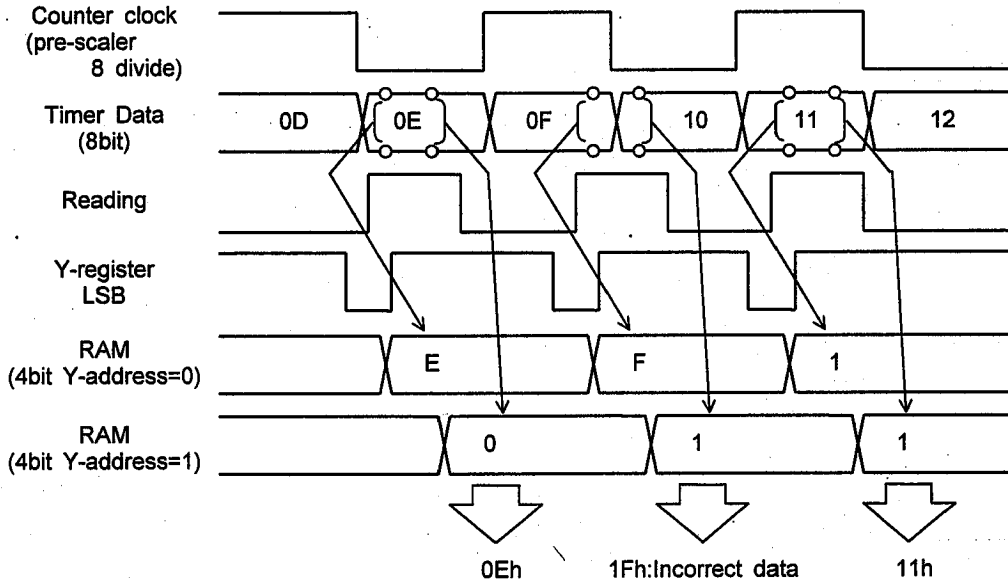 Counter clock
(pre-scaler
8 divide)
Timer Data
(8bit)
0D 0E 0F 10 11 12
Reading
Y-register
LSB
RAM
(4bit Y-address=0)
E F 1
RAM
(4bit Y-address=1)
0 1 1
0Eh 1Fh:Incorrect data 11h